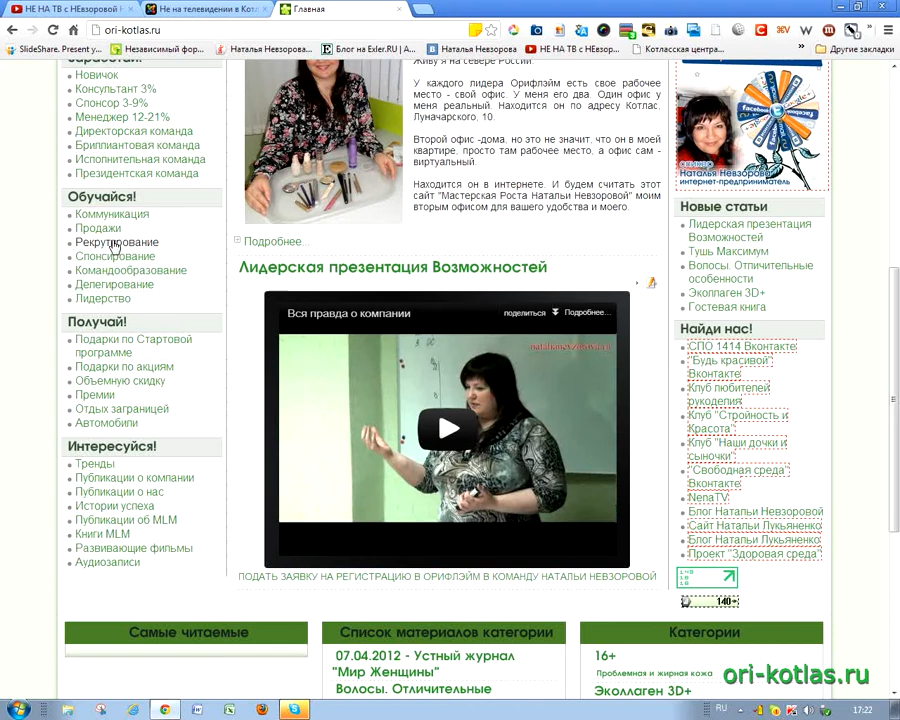 НЕ НА ТВ с НЕвзоровой Н
Не на телевидении в Котл
Главная
ori-kotlas.ru
SlideShare. Present y...
Независимый фор...
Наталья Невзорова...
Блог на Exler.RU | A...
Наталья Невзорова
НЕ НА ТВ с НЕвзор...
Котласская центра...
Другие закладки
Заработай!
Новичок
Консультант 3%
Спонсор 3-9%
Менеджер 12-21%
Директорская команда
Бриллиантовая команда
Исполнительная команда
Президентская команда
Обучайся!
Коммуникация
Продажи
Рекрутирование
Спонсирование
Командообразование
Делегирование
Лидерство
Получай!
Подарки по Стартовой
программе
Подарки по акциям
Объемную скидку
Премии
Отдых заграницей
Автомобили
Интересуйся!
Тренды
Публикации о компании
Публикации о нас
Истории успеха
Публикации об MLM
Книги MLM
Развивающие фильмы
Аудиозаписи
Живу я на севере России.
У каждого лидера Орифлэйм есть свое рабочее
место - свой офис. У меня его два. Один офис у
меня реальный. Находится он по адресу Котлас,
Луначарского, 10.
Второй офис -дома, но это не значит, что он в моей
квартире, просто там рабочее место, а офис сам -
виртуальный.
Находится он в интернете. И будем считать этот
сайт "Мастерская Роста Натальи Невзоровой" моим
вторым офисом для вашего удобства и моего.
Подробнее...
Лидерская презентация Возможностей
Вся правда о компании
поделиться
Подробнее...
natalianevzorova.ru
ПОДАТЬ ЗАЯВКУ НА РЕГИСТРАЦИЮ В ОРИФЛЭЙМ В КОМАНДУ НАТАЛЬИ НЕВЗОРОВОЙ
спикер
Наталья Невзорова
интернет-предприниматель
Новые статьи
Лидерская презентация
Возможностей
Тушь Максимум
Волосы. Отличительные
особенности
Эколлаген 3D+
Гостевая книга
Найди нас!
СПО 1414 Вконтакте
"Будь красивой"
Вконтакте
Клуб любителей
рукоделия
Клуб "Стройность и
Красота"
Клуб "Наши дочки и
сыночки"
"Свободная среда"
Вконтакте
NenaTV
Блог Натальи Невзоровой
Сайт Натальи Лукьяненко
Блог Натальи Лукьяненко
Проект "Здоровая среда"
140+
Самые читаемые
Список материалов категории
07.04.2012 - Устный журнал
"Мир Женщины"
Волосы. Отличительные
Категории
16+
Проблемная и жирная кожа
Эколлаген 3D+
ori-kotlas.ru
RU
17:22